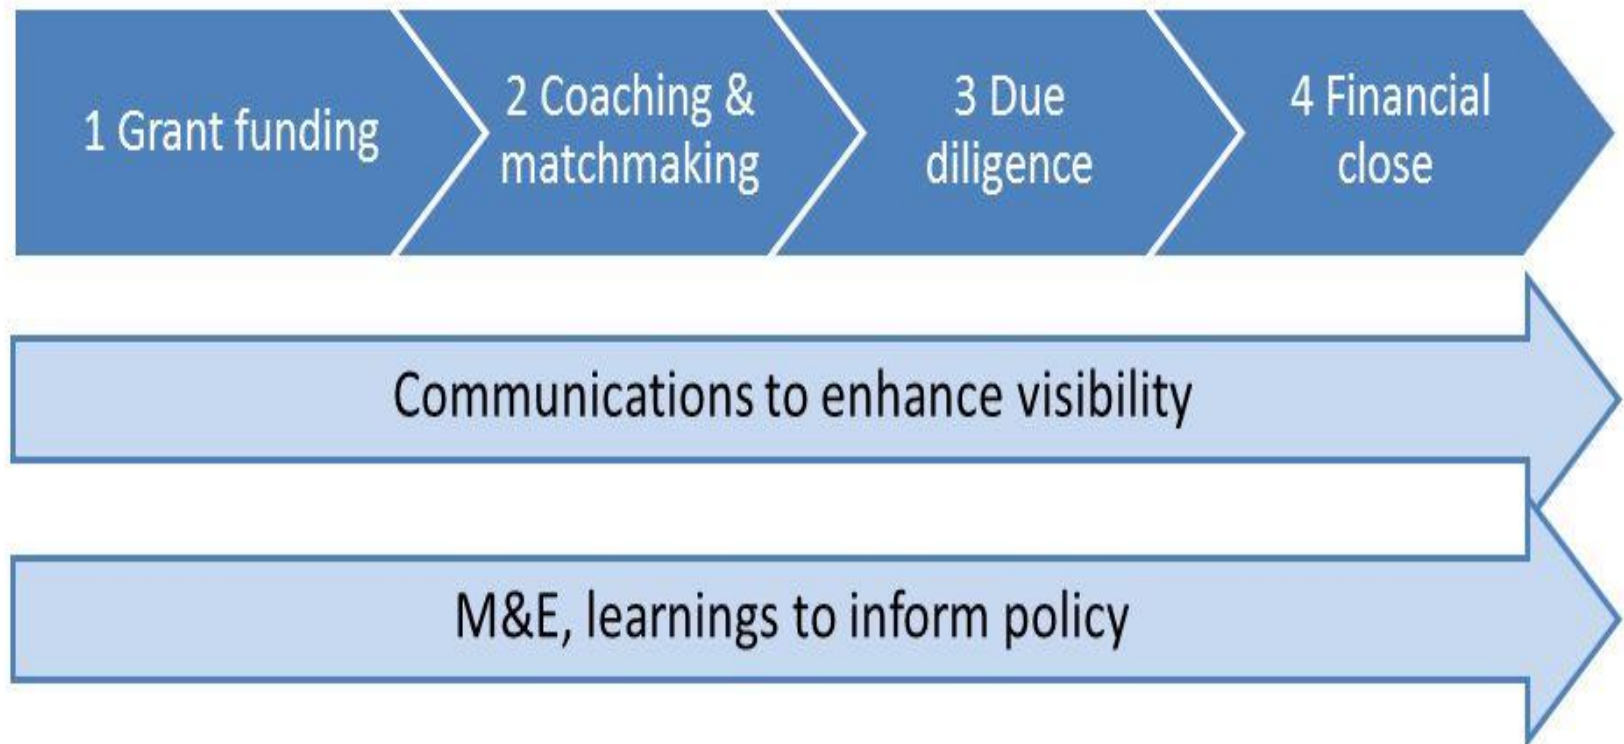 1 Grant funding
2 Coaching &
matchmaking
3 Due
diligence
4 Financial
close
Communications to enhance visibility
M&E, learnings to inform policy